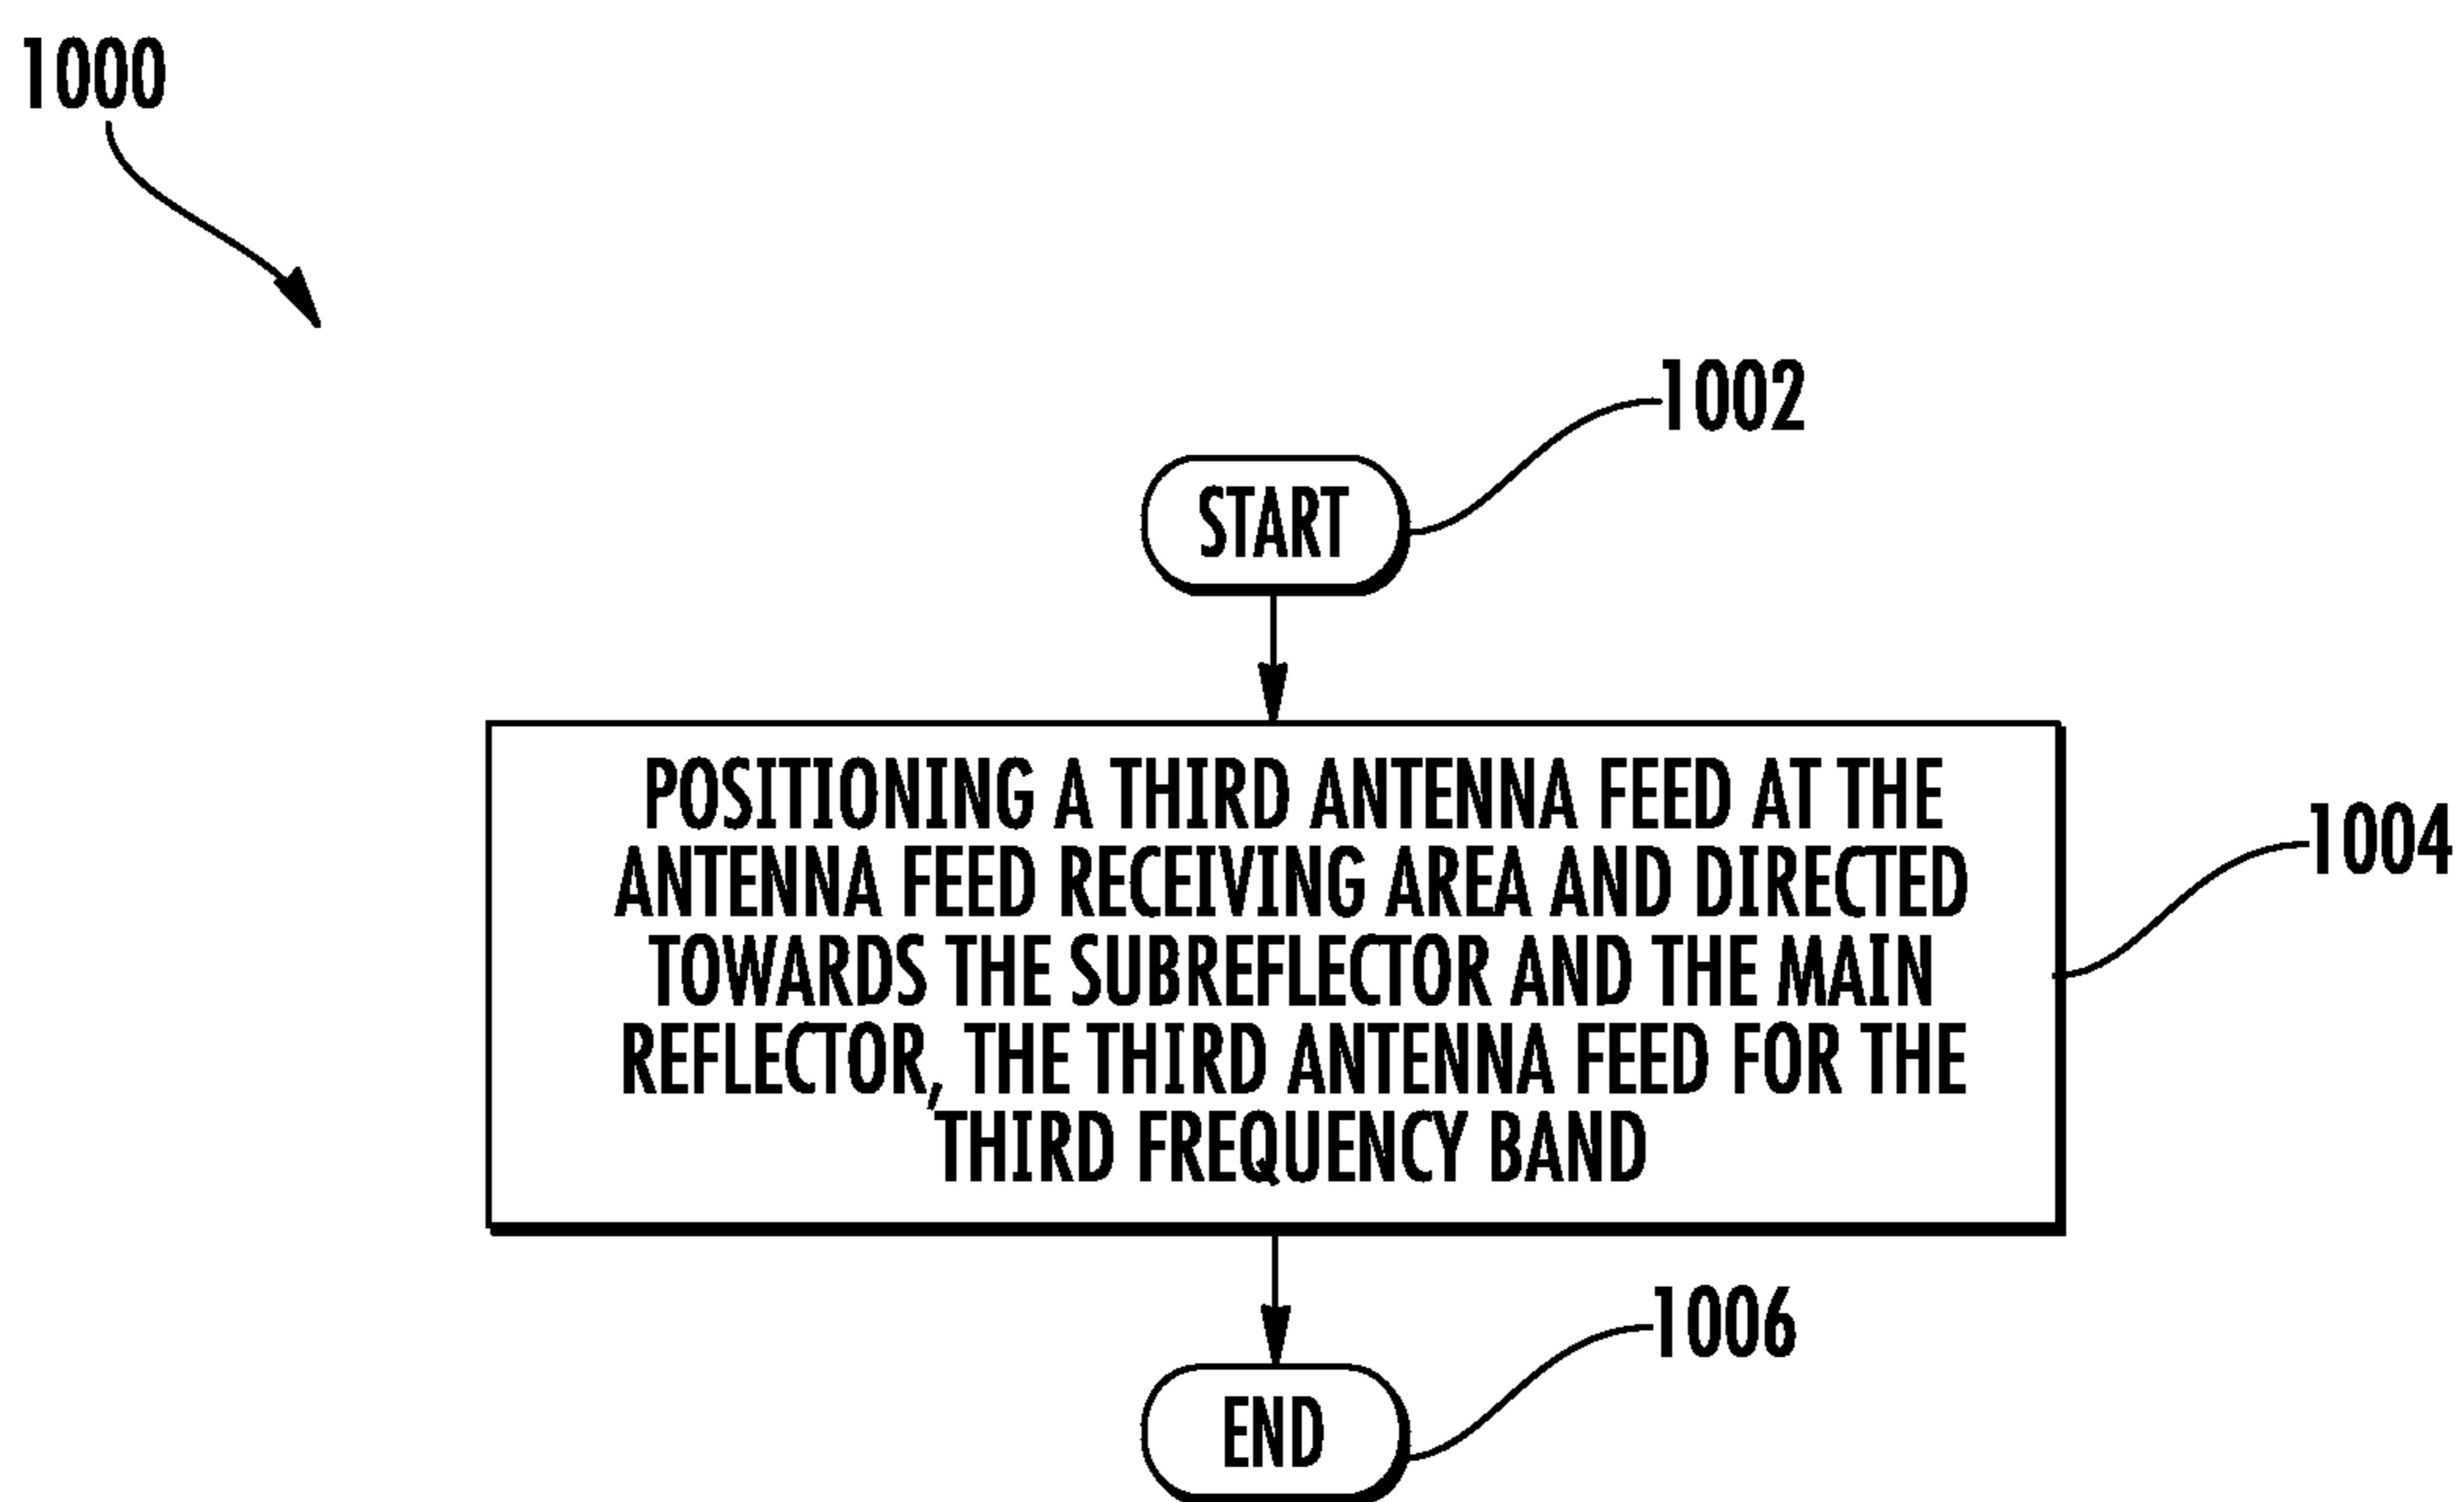 1000
1002
START
POSITIONING A THIRD ANTENNA FEED AT THE
ANTENNA FEED RECEIVING AREA AND DIRECTED
TOWARDS THE SUBREFLECTOR AND THE MAIN
REFLECTOR, THE THIRD ANTENNA FEED FOR THE
THIRD FREQUENCY BAND
1004
1006
END